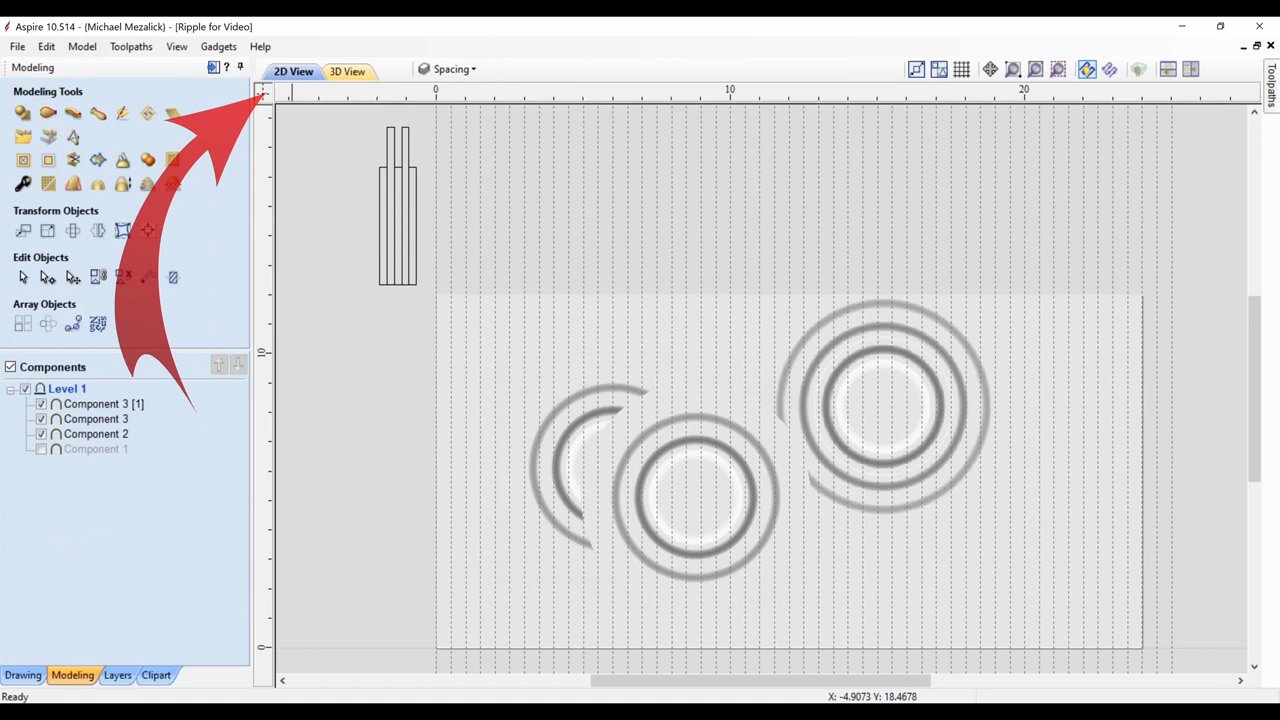 Aspire 10.514 - {Michael Mezalick} - [Ripple for Video]
File Edit Model Toolpaths View Gadgets Help
Modeling
2D View 3D View Spacing
Toolpaths
Modeling Tools
0 10 20
Transform Objects
Edit Objects
Array Objects
10
Components
Level 1
Component 3 [1]
Component 3
Component 2
Component 1
0
Drawing Modeling Layers Clipart
Ready X: -4.9073 Y: 18.4678